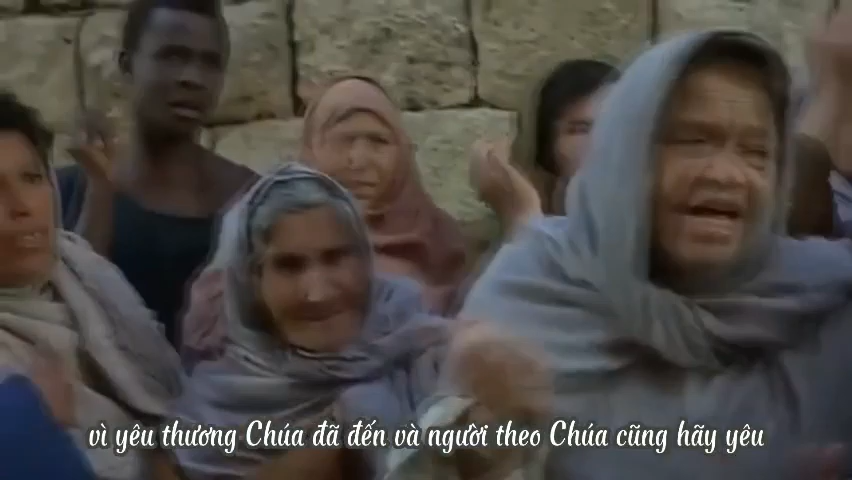 vì yêu thương Chúa đã đến và người theo Chúa cũng hãy yêu